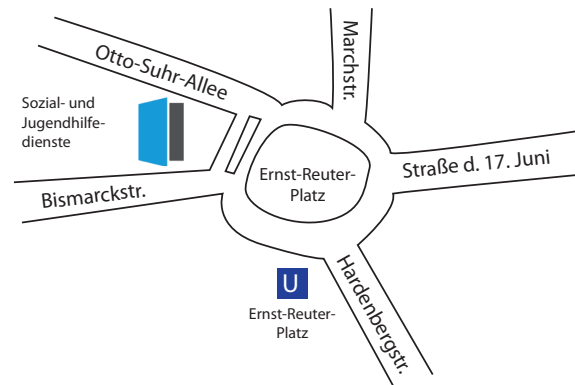 Otto-Suhr-Allee
Marchstr.
Sozial- und
Jugendhilfe-
dienste
Straße d. 17. Juni
Ernst-Reuter-
Platz
Bismarckstr.
U
Hardenbergstr.
Ernst-Reuter-
Platz